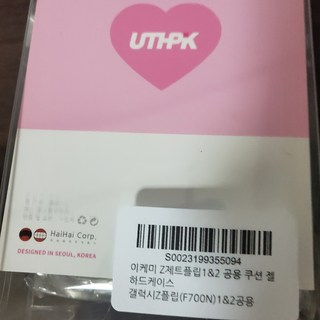 UTHPK
HaiHai Corp.
DESIGNED IN SEOUL, KOREA
S0023199355094
이케미 Z제트플립1&2 공용 쿠션 젤
하드케이스
갤럭시Z플립(F700N)1&2공용